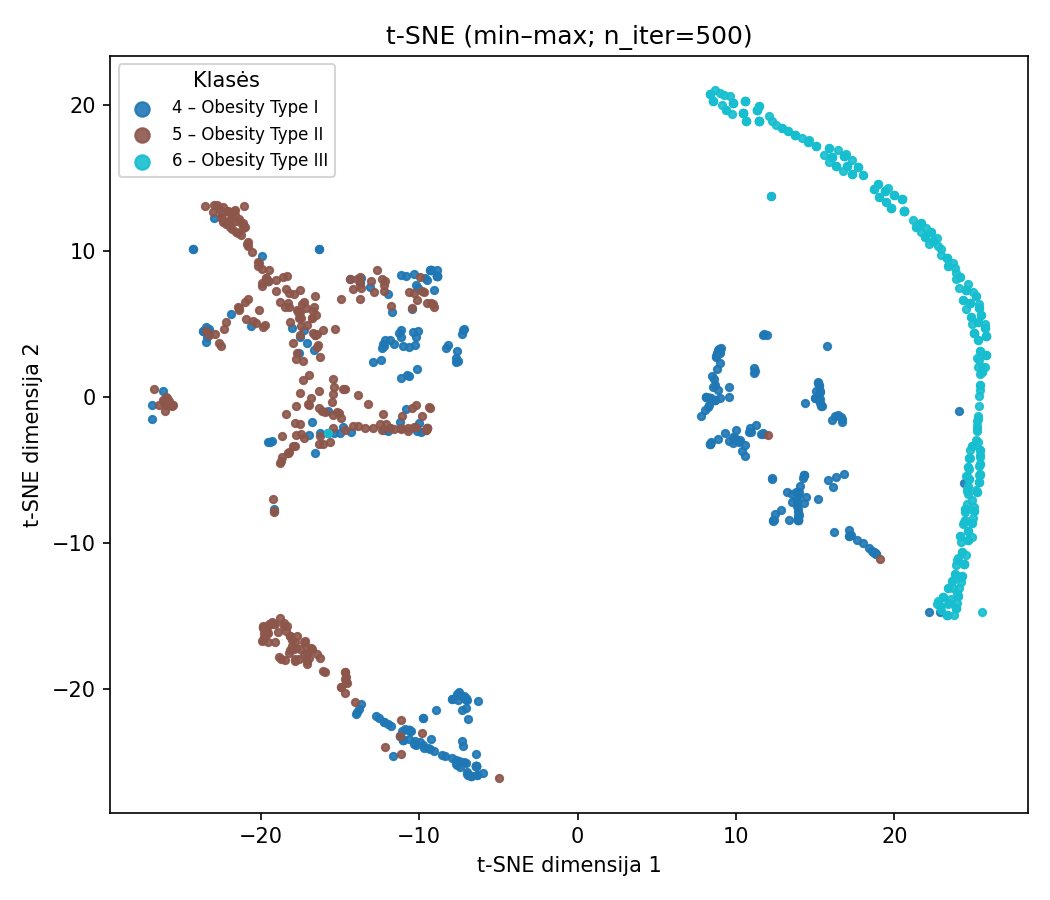 t-SNE (min–max; n_iter=500)
Klasės
4 – Obesity Type I
5 – Obesity Type II
6 – Obesity Type III
20
10
0
−10
−20
t-SNE dimensija 2
−20
−10
0
10
20
t-SNE dimensija 1